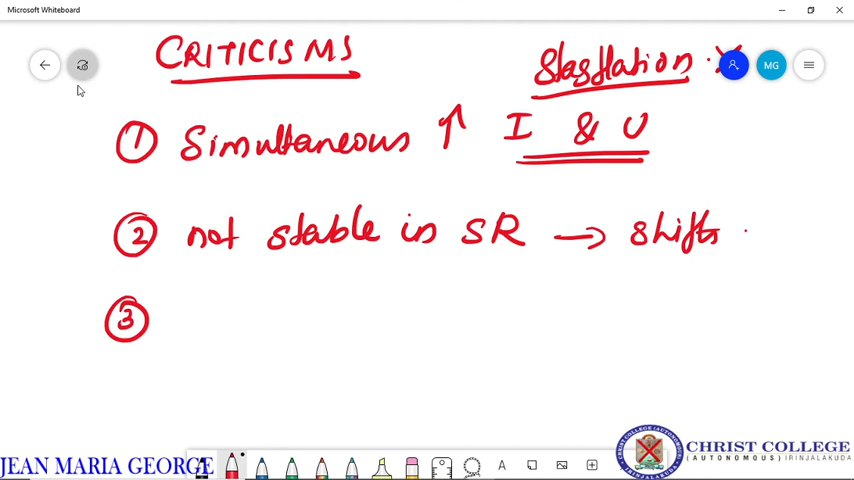 Microsoft Whiteboard
CRITICISMS
Stagflation
MG
① Simultaneous ↑ I & U
② not stable in SR → shifts
③
A
JEAN MARIA GEORGE
CHRIST COLLEGE
(AUTONOMOUS) IRINJALAKUDA